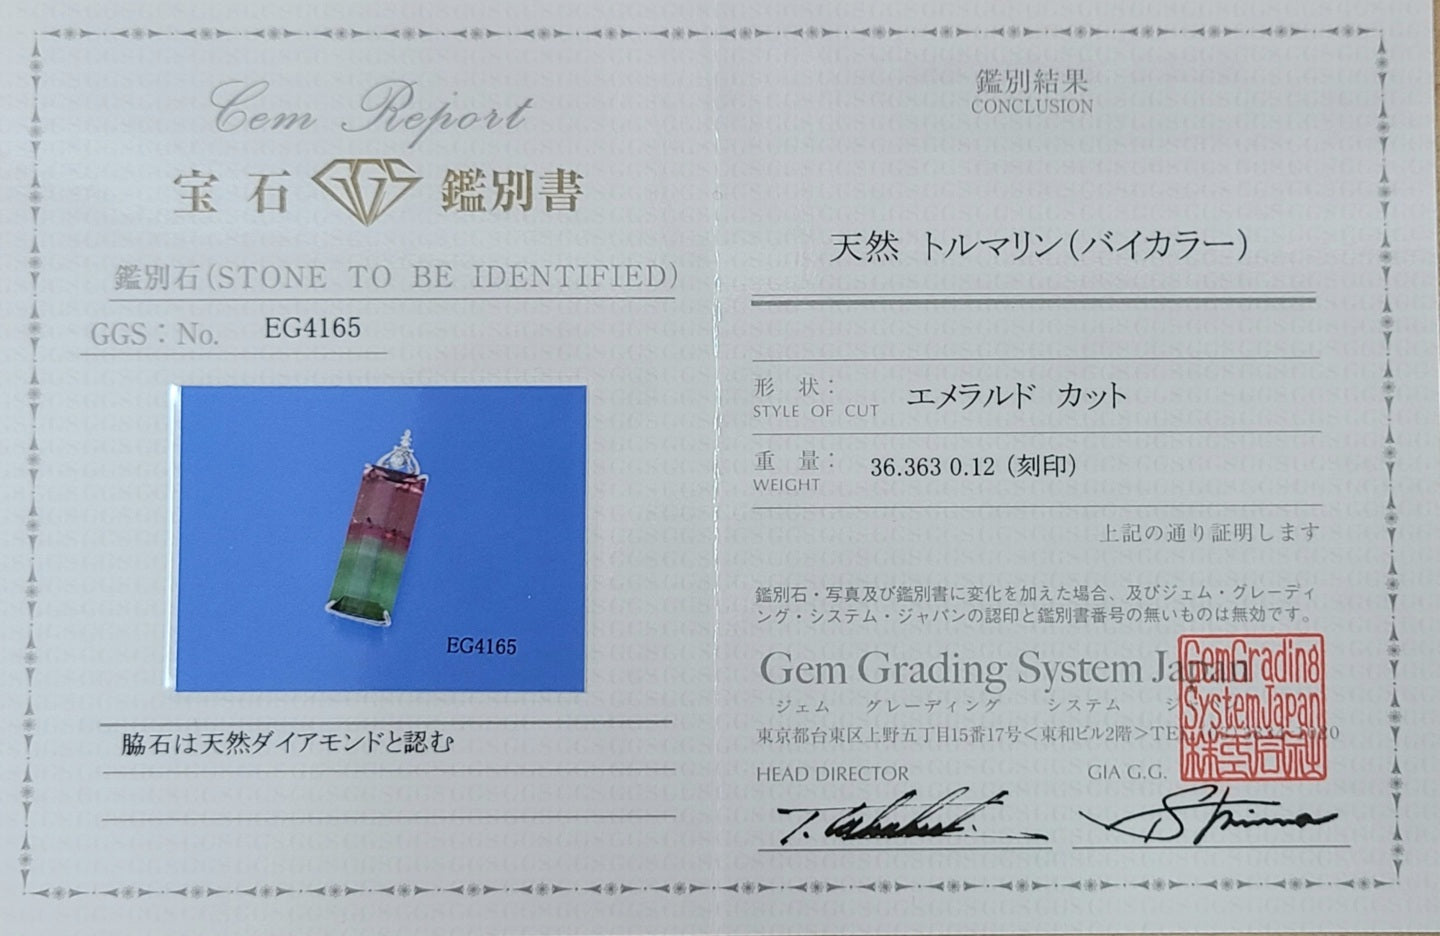 Gem Report
宝石 鑑別書
鑑別石(STONE TO BE IDENTIFIED)
GGS : No. EG4165
EG4165
脇石は天然ダイアモンドと認む
鑑別結果
CONCLUSION
天然 トルマリン(バイカラー)
形 状:
STYLE OF CUT
エメラルド カット
重 量:
WEIGHT
36.363 0.12 (刻印)
上記の通り証明します
鑑別石・写真及び鑑別書に変化を加えた場合、及びジェム・グレーディ
ング・システム・ジャパンの認印と鑑別書番号の無いものは無効です。
Gem Grading System Japan
ジェム グレーディング システム
東京都台東区上野五丁目15番17号<東和ビル2階>TEL
GemGrading
SystemJapan
HEAD DIRECTOR
GIA G.G.